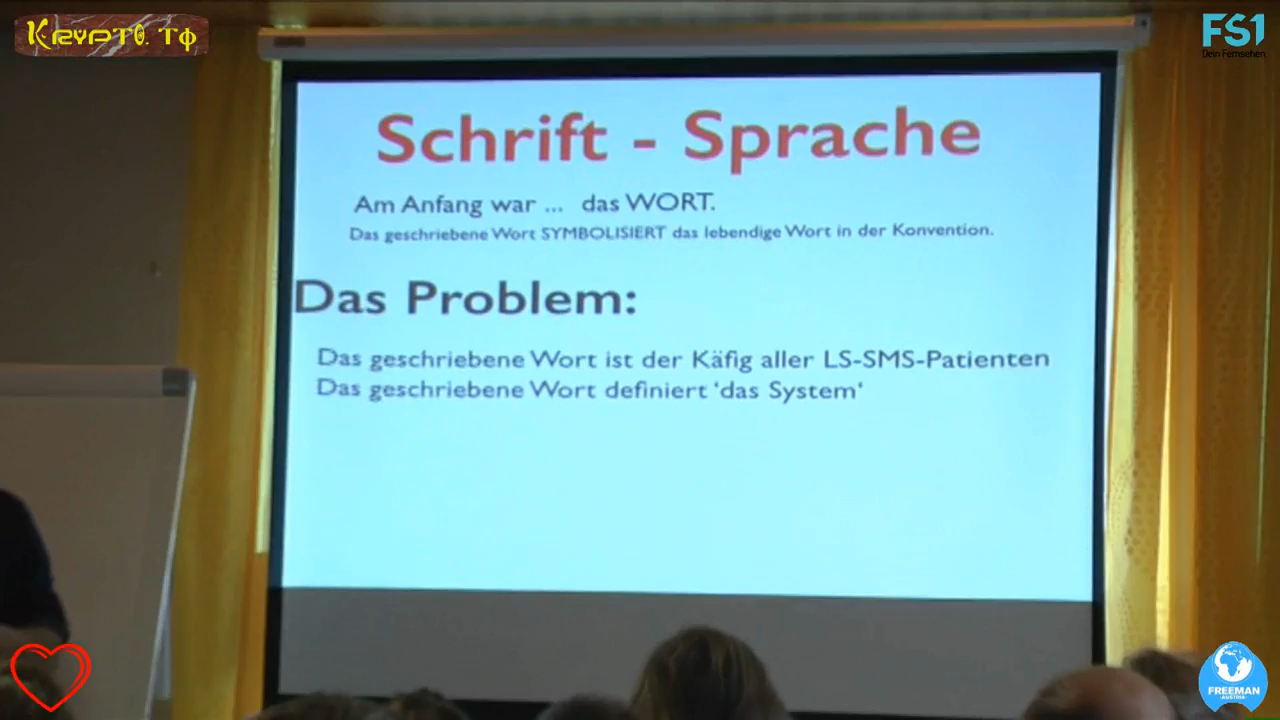 Krypto.TΦ
FS1
Dein Fernsehen
Schrift - Sprache
Am Anfang war ... das WORT.
Das geschriebene Wort SYMBOLISIERT das lebendige Wort in der Konvention.
Das Problem:
Das geschriebene Wort ist der Käfig aller LS-SMS-Patienten
Das geschriebene Wort definiert ‘das System‘
FREEMAN
AUSTRIA